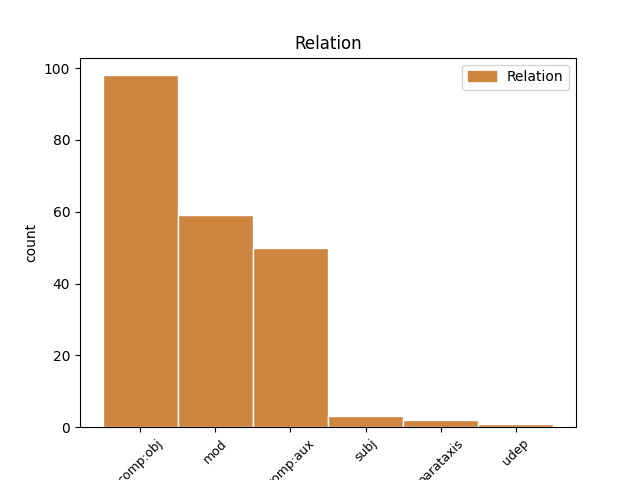 Relation
Relation
count
100
80
60
40
20
0
comp:obj
mod
comp:aux
subj
parataxis
udep